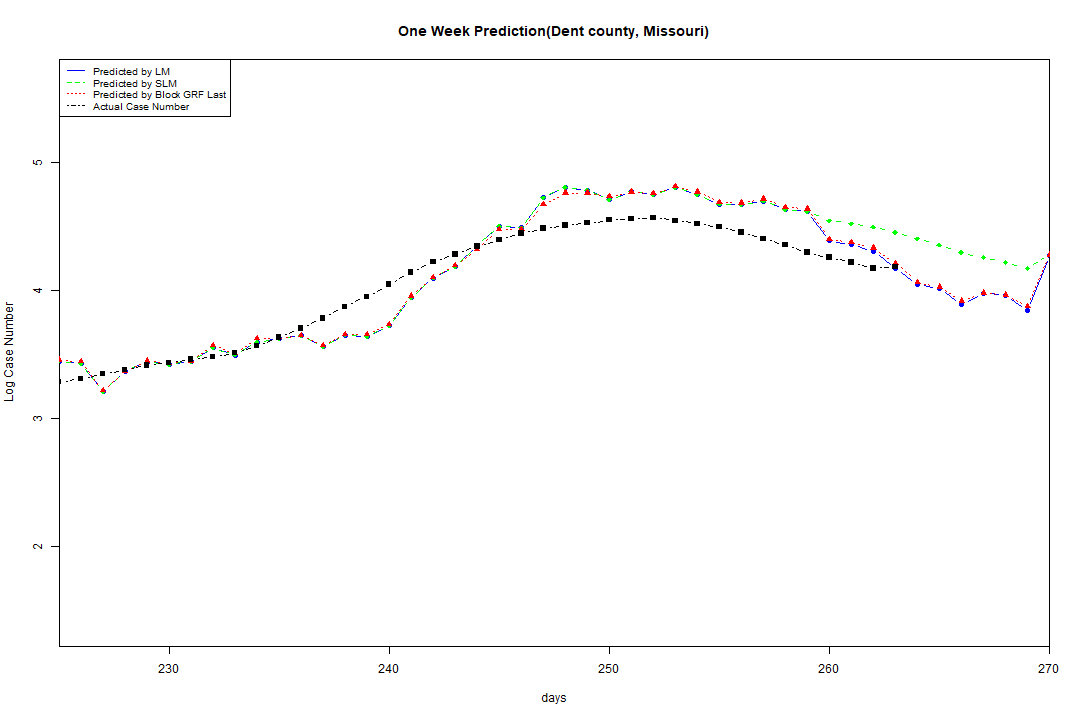 One Week Prediction(Dent county, Missouri)
Predicted by LM
Predicted by SLM
Predicted by Block GRF Last
Actual Case Number
5
4
3
2
Log Case Number
230
240
250
260
270
days